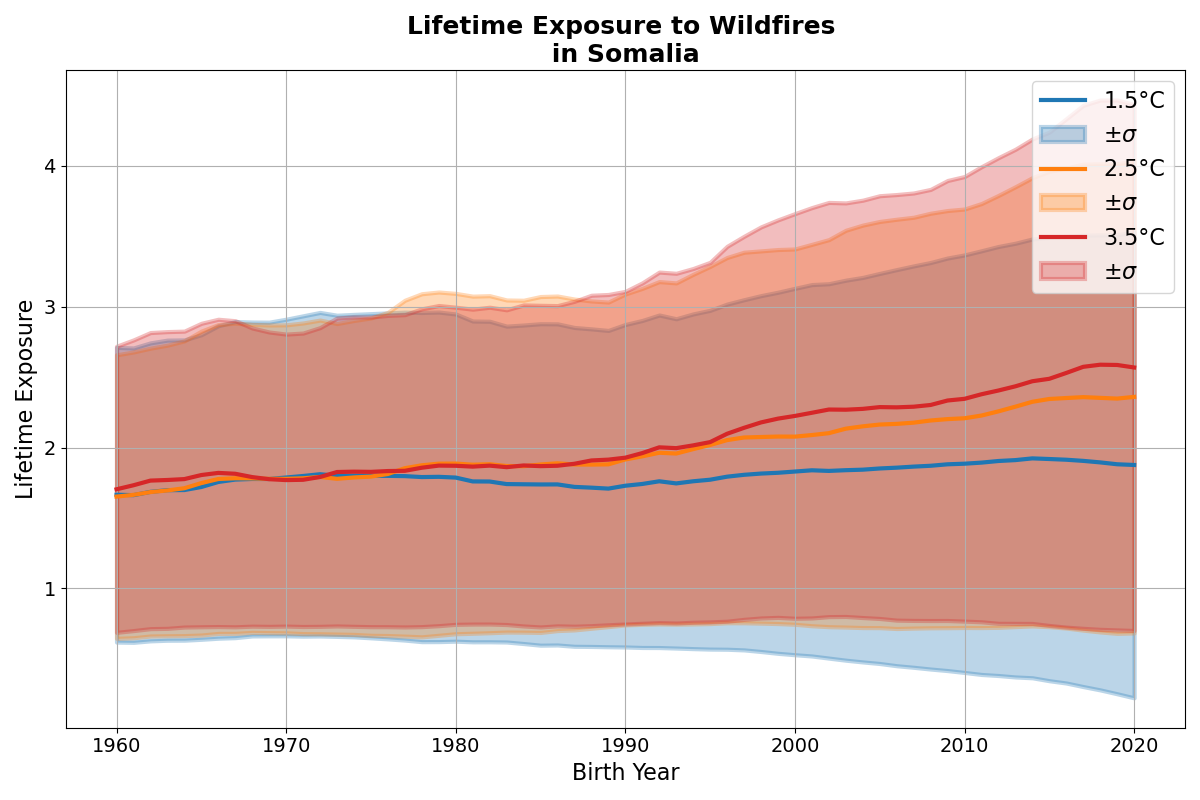 Lifetime Exposure to Wildfires
in Somalia
Lifetime Exposure
4
3
2
1
1960 1970 1980 1990 2000 2010 2020
Birth Year
1.5°C
±σ
2.5°C
±σ
3.5°C
±σ